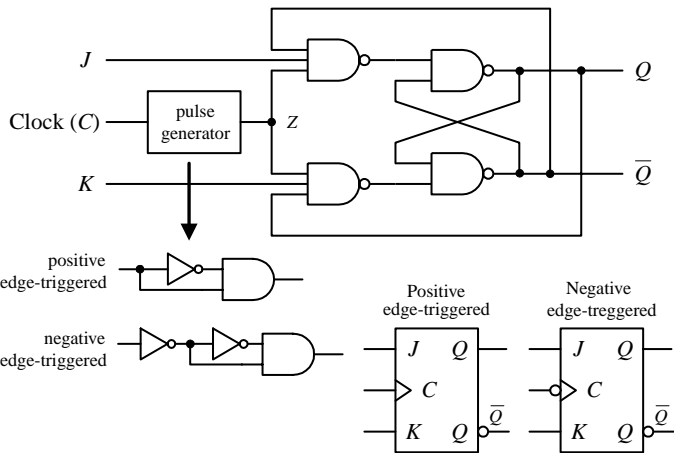 J
Q
Clock (C)
pulse
generator
Z
K
Q
positive
edge-triggered
negative
edge-triggered
Positive
edge-triggered
Negative
edge-treggered
J Q
C
K Q
Q
J Q
C
K Q
Q